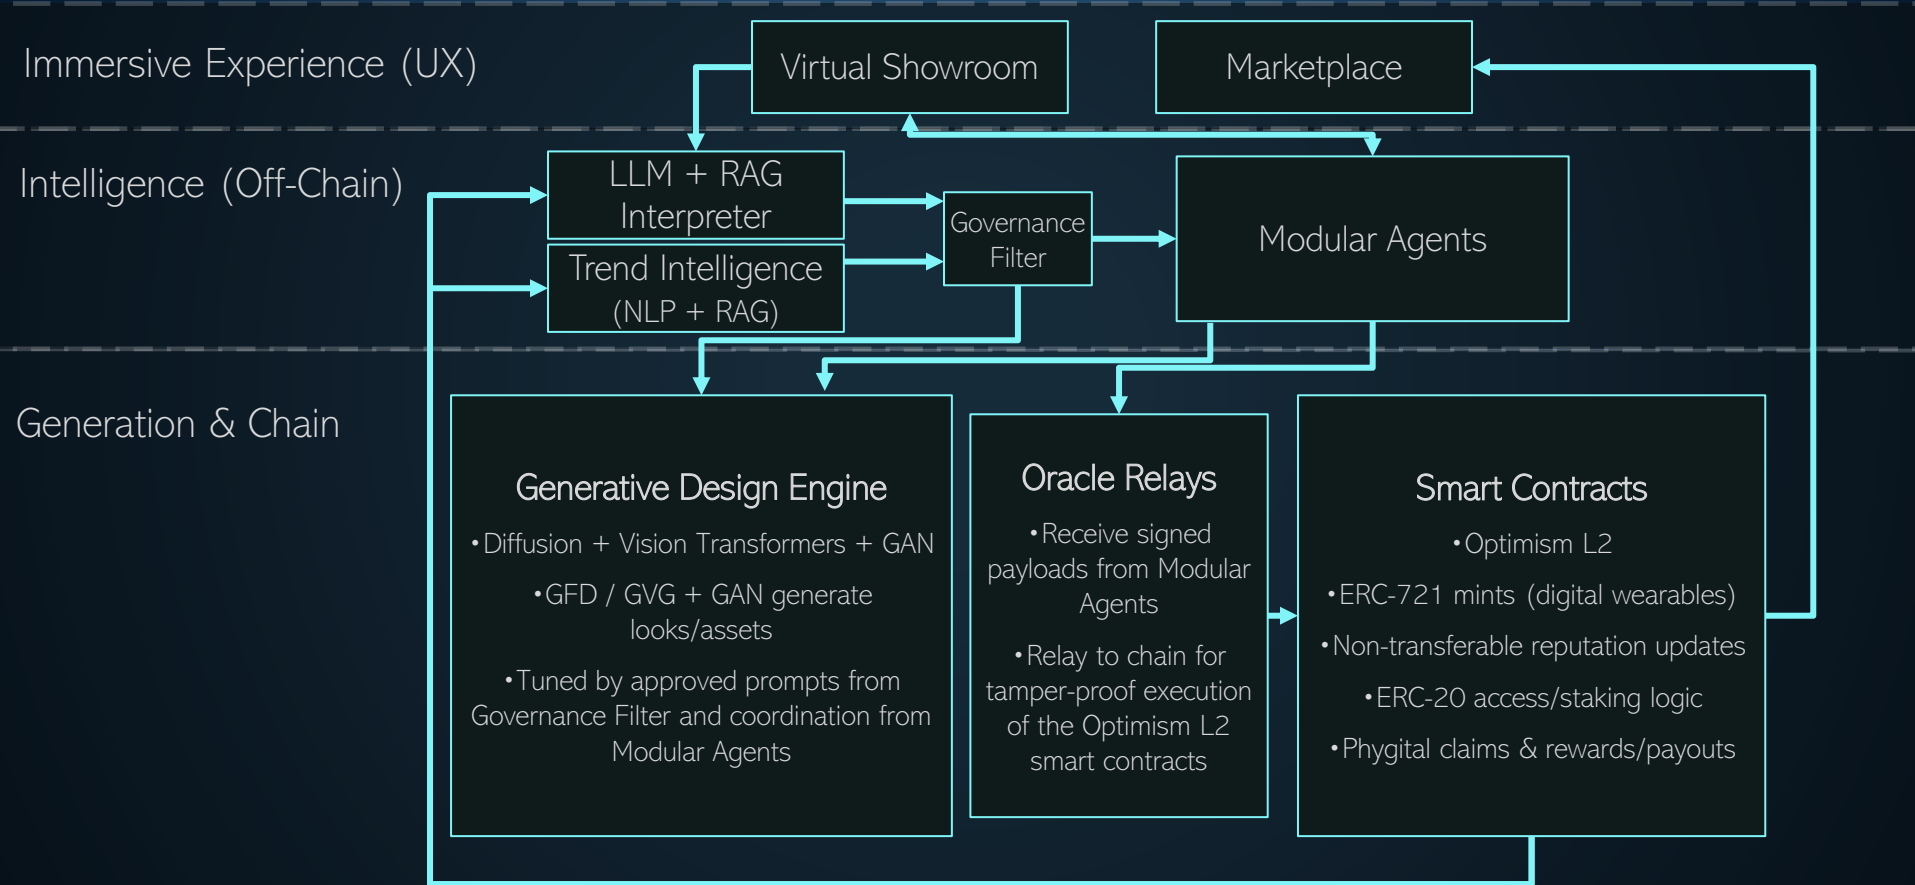 Immersive Experience (UX)
Virtual Showroom
Marketplace
Intelligence (Off-Chain)
LLM + RAG
Interpreter
Trend Intelligence
(NLP + RAG)
Governance
Filter
Modular Agents
Generation & Chain
Generative Design Engine
•Diffusion + Vision Transformers + GAN
•GFD / GVG + GAN generate
looks/assets
•Tuned by approved prompts from
Governance Filter and coordination from
Modular Agents
Oracle Relays
•Receive signed
payloads from Modular
Agents
•Relay to chain for
tamper-proof execution
of the Optimism L2
smart contracts
Smart Contracts
•Optimism L2
•ERC-721 mints (digital wearables)
•Non-transferable reputation updates
•ERC-20 access/staking logic
•Phygital claims & rewards/payouts